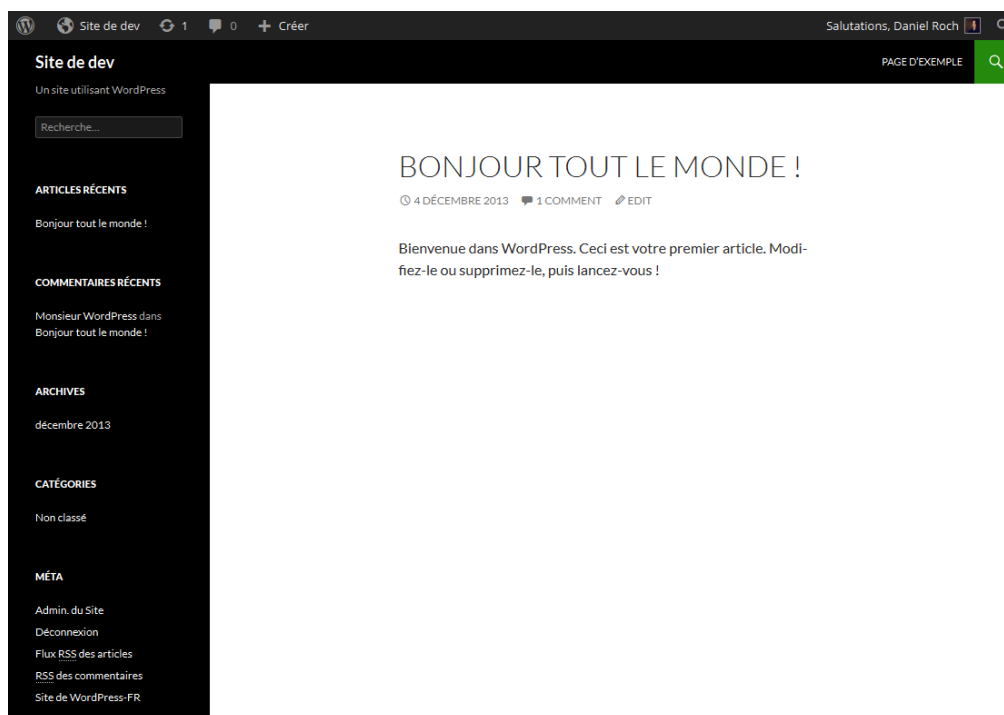 Site de dev 1 0 Créer Salutations, Daniel Roch
Site de dev
PAGE D'EXEMPLE
Un site utilisant WordPress
Recherche...
ARTICLES RÉCENTS
Bonjour tout le monde !
COMMENTAIRES RÉCENTS
Monsieur WordPress dans
Bonjour tout le monde !
ARCHIVES
décembre 2013
CATÉGORIES
Non classé
MÉTA
Admin. du Site
Déconnexion
Flux RSS des articles
RSS des commentaires
Site de WordPress-FR
BONJOUR TOUT LE MONDE !
4 DÉCEMBRE 2013 1 COMMENT EDIT
Bienvenue dans WordPress. Ceci est votre premier article. Modi-
fiez-le ou supprimez-le, puis lancez-vous !